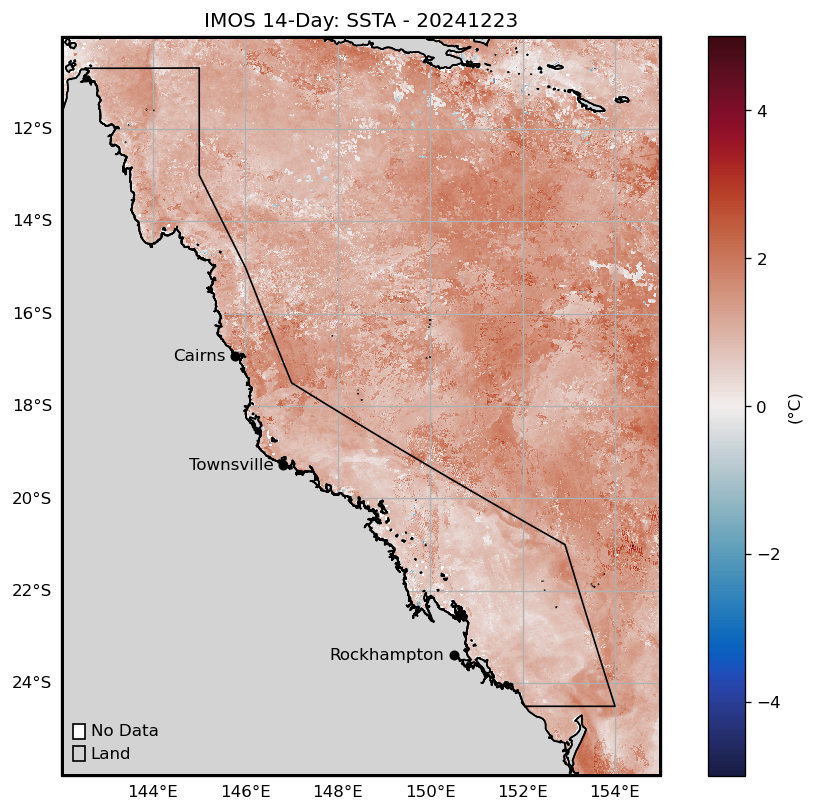 IMOS 14-Day: SSTA - 20241223
12°S
14°S
16°S
18°S
20°S
22°S
24°S
Cairns
Townsville
Rockhampton
No Data
Land
144°E
146°E
148°E
150°E
152°E
154°E
4
2
0
−2
−4
(°C)